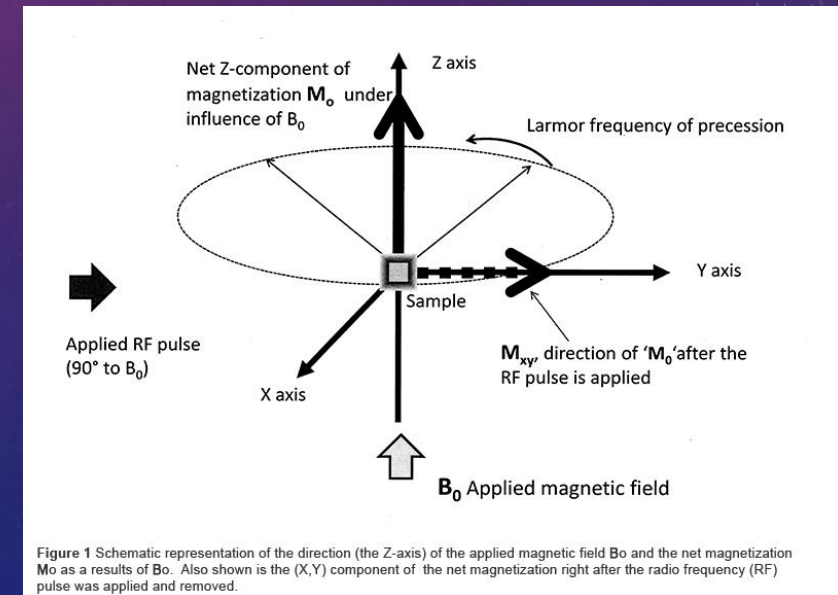 Net Z-component of
magnetization Mo under
influence of B0
Z axis
Larmor frequency of precession
Y axis
Sample
Applied RF pulse
(90° to B0)
X axis
Mxy, direction of ‘M0‘after the
RF pulse is applied
B0 Applied magnetic field
Figure 1 Schematic representation of the direction (the Z-axis) of the applied magnetic field Bo and the net magnetization
Mo as a results of Bo. Also shown is the (X,Y) component of the net magnetization right after the radio frequency (RF)
pulse was applied and removed.